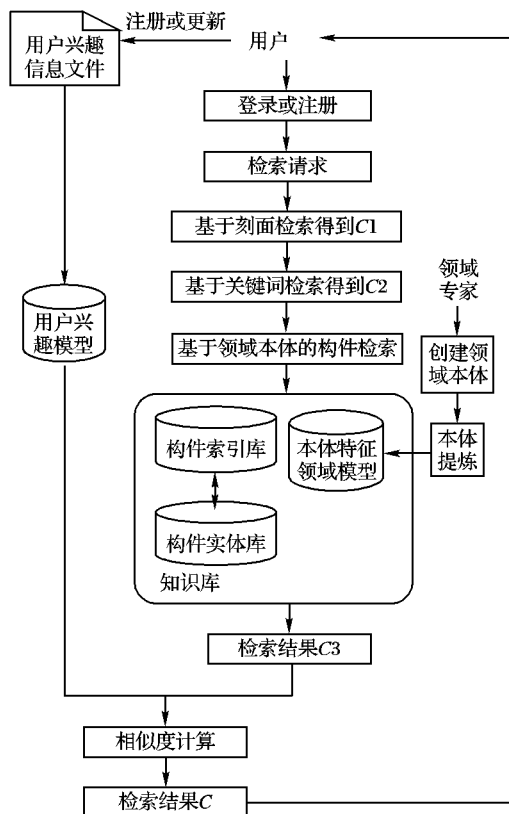 注册或更新
用户兴趣
信息文件
用户
登录或注册
检索请求
基于刻面检索得到C1
基于关键词检索得到C2
领域
专家
用户兴
趣模型
基于领域本体的构件检索
创建领
域本体
构件索引库
本体特征
领域模型
本体
提炼
构件实体库
知识库
检索结果C3
相似度计算
检索结果C